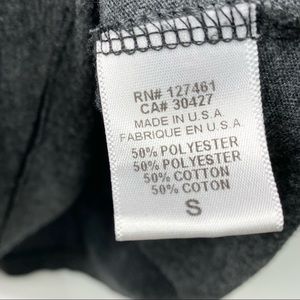 RN# 127461
CA# 30427
MADE IN U.S.A.
FABRIQUE EN U.S.A.
50% POLYESTER
50% POLYESTER
50% COTTON
50% COTON
S